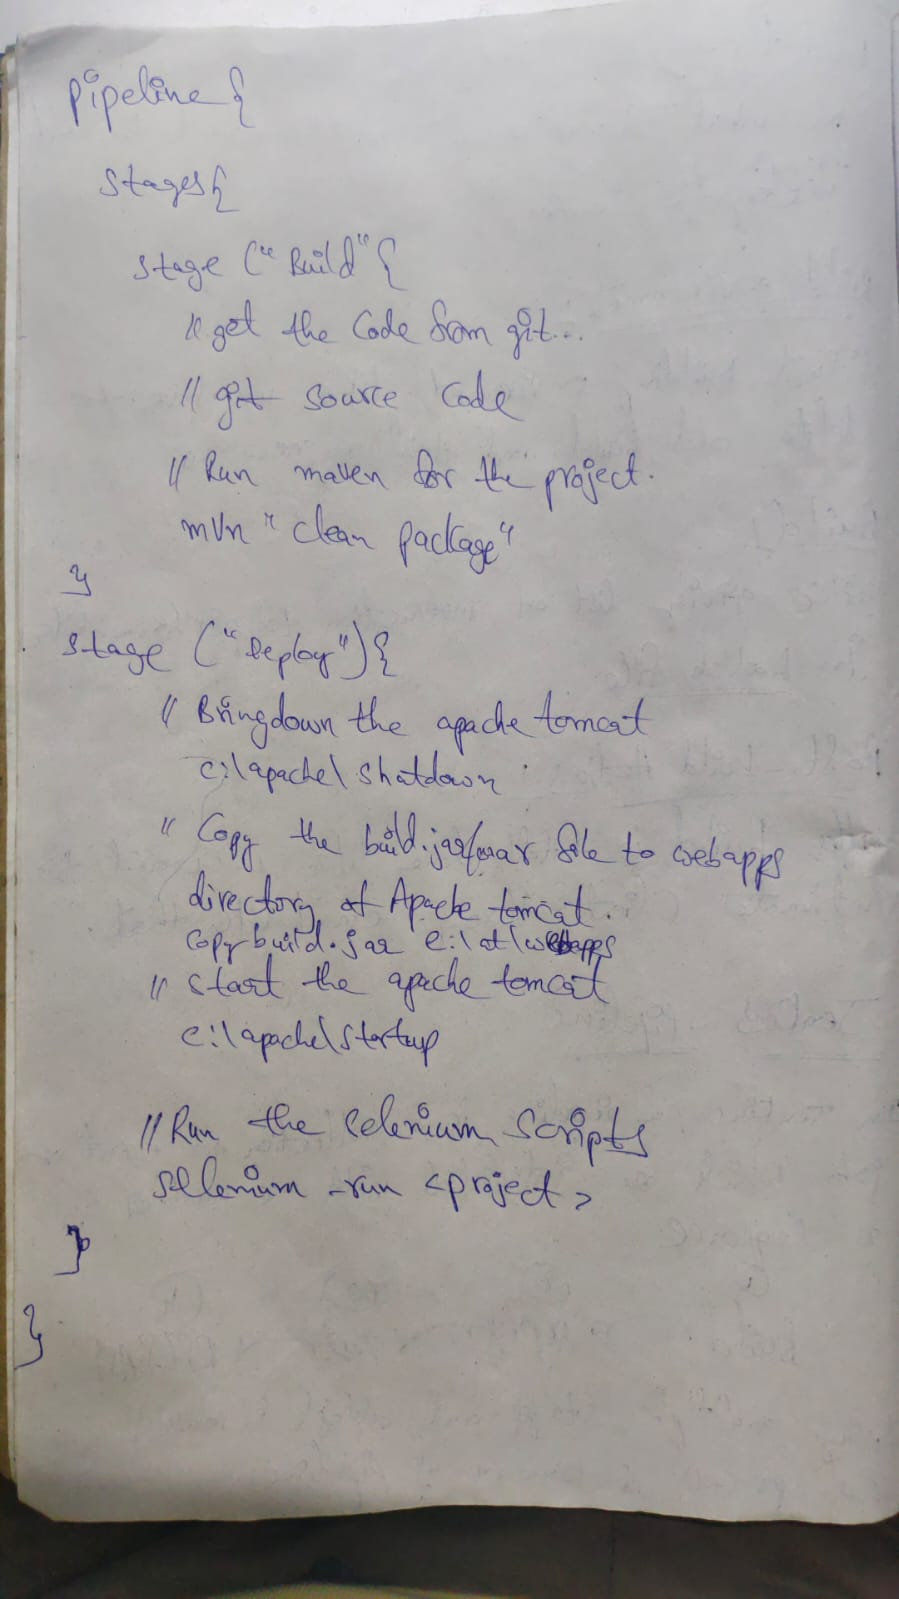 pipeline {
stages {
stage ("Build" {
// get the Code from git...
// git source code
// Run maven for the project.
mvn "clean package"
}
stage ("Deploy") {
// Bringdown the apache tomcat
c:\apache\shatdown
// Copy the build.jar/war file to webapps
directory of Apache tomcat.
copy build.jar c:\at\webapps
// start the apache tomcat
c:\apache\startup
// Run the selenium scripts
selenium -run <project>
}
}